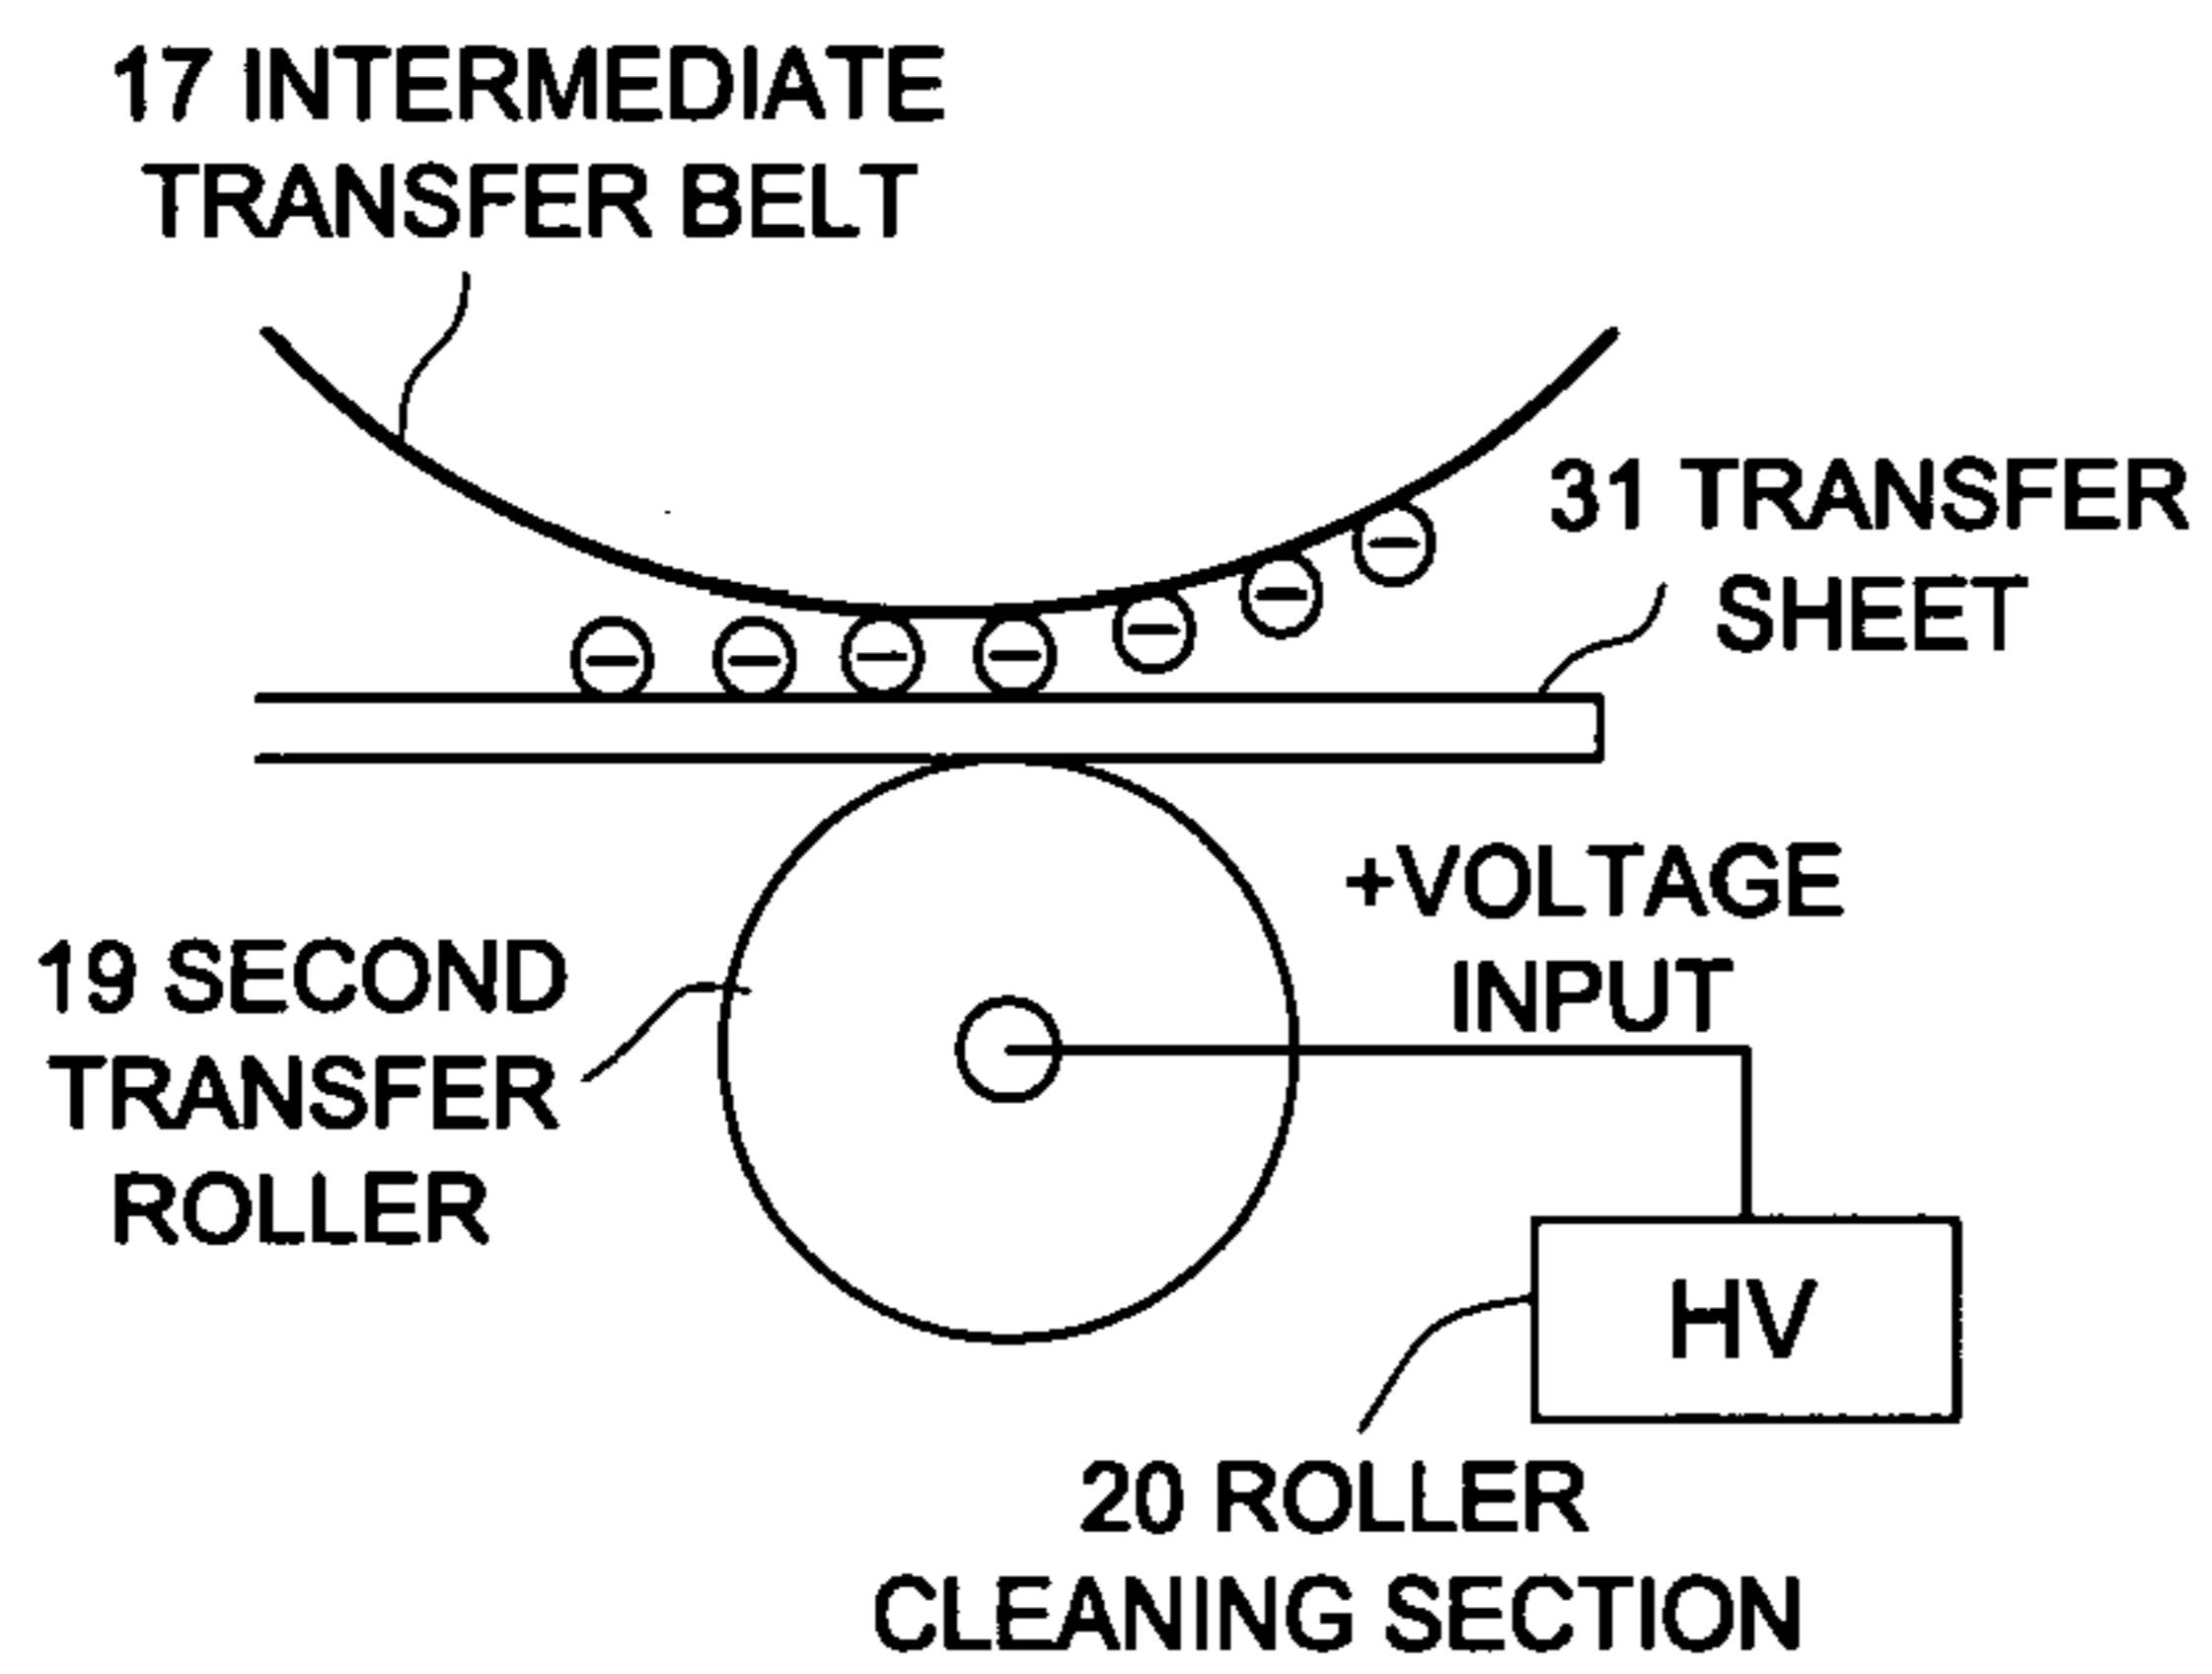 17 INTERMEDIATE
TRANSFER BELT
31 TRANSFER
SHEET
+VOLTAGE
INPUT
19 SECOND
TRANSFER
ROLLER
HV
20 ROLLER
CLEANING SECTION